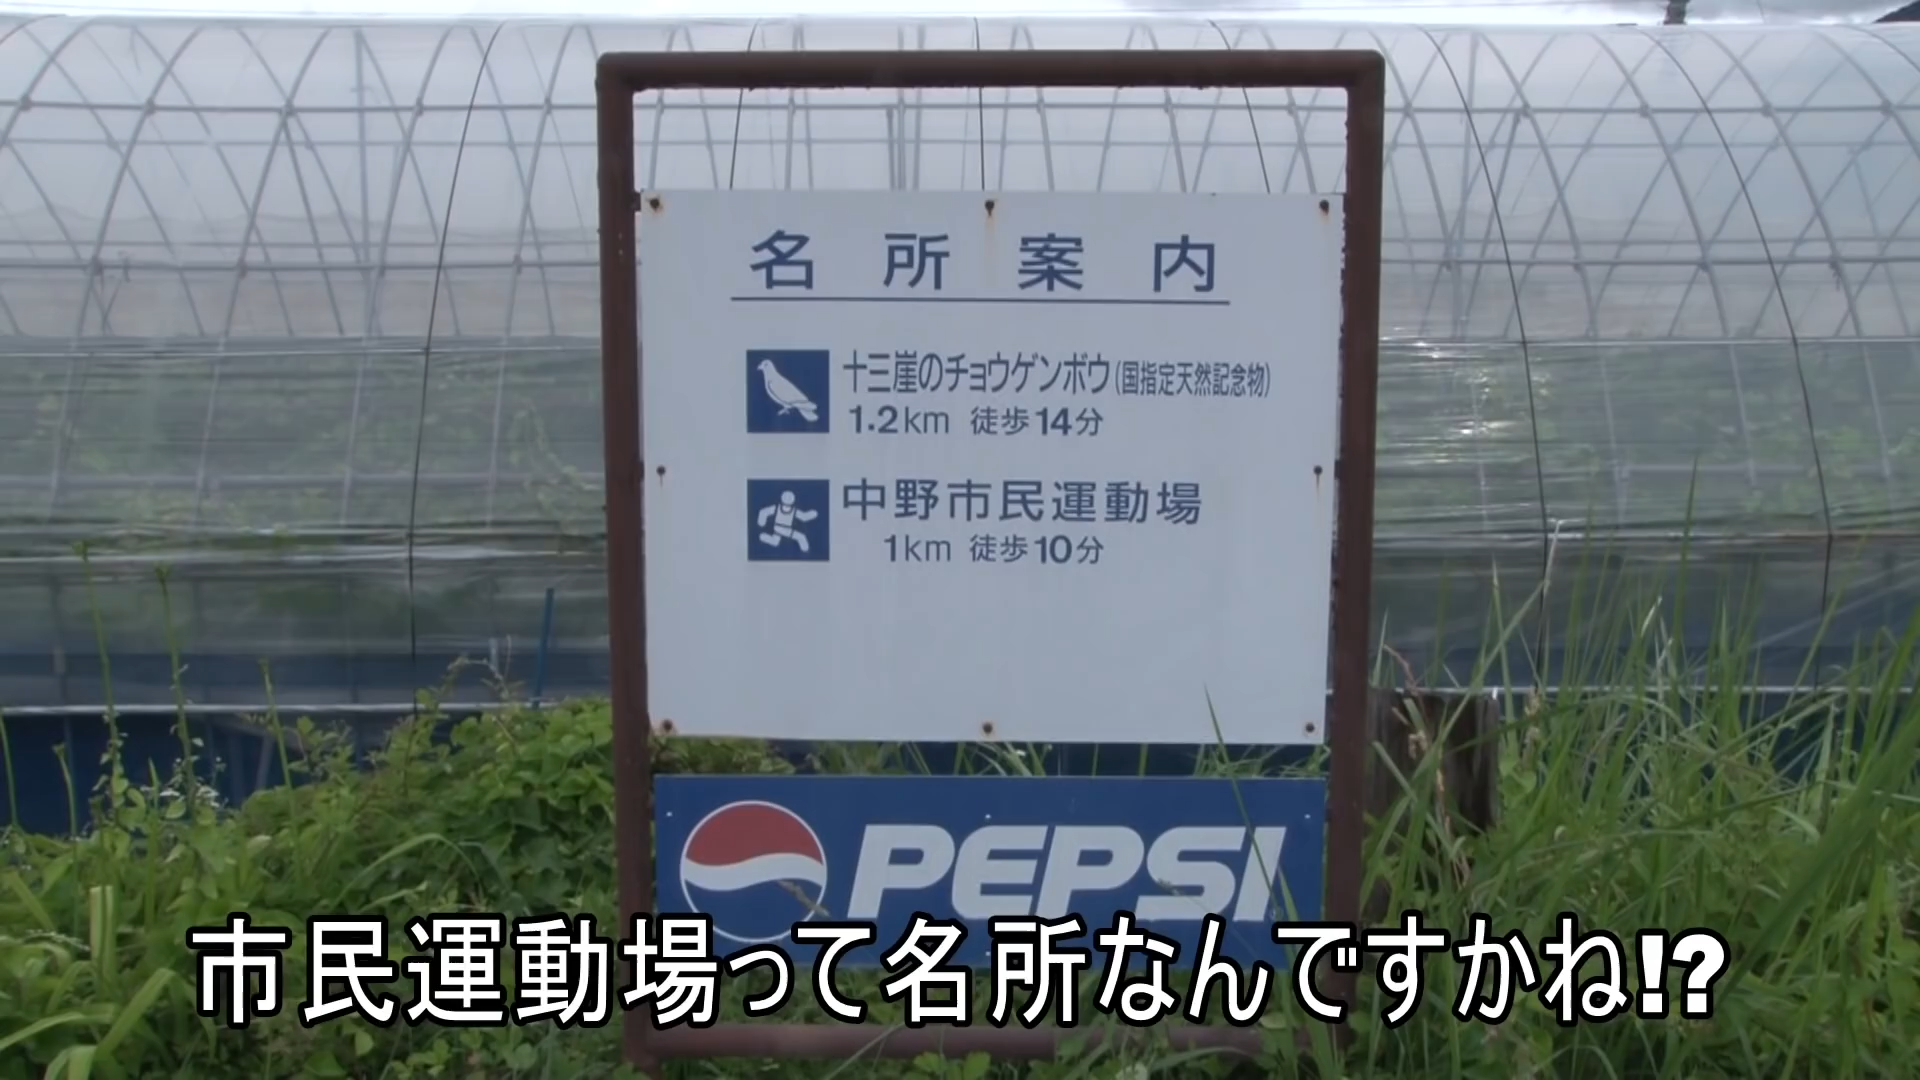 名所案内
十三崖のチョウゲンボウ(国指定天然記念物)
1.2km 徒歩14分
中野市民運動場
1km 徒歩10分
PEPSI
市民運動場って名所なんですかね!?